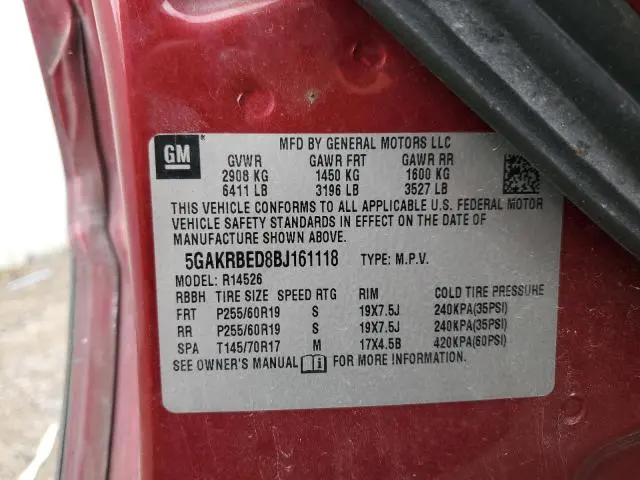 GM
MFD BY GENERAL MOTORS LLC
GVWR GAWR FRT GAWR RR
2908 KG 1450 KG 1600 KG
6411 LB 3196 LB 3527 LB
THIS VEHICLE CONFORMS TO ALL APPLICABLE U.S. FEDERAL MOTOR
VEHICLE SAFETY STANDARDS IN EFFECT ON THE DATE OF
MANUFACTURE SHOWN ABOVE.
5GAKRBED8BJ161118 TYPE: M.P.V.
MODEL: R14526
RBBH TIRE SIZE SPEED RTG RIM COLD TIRE PRESSURE
FRT P255/60R19 S 19X7.5J 240KPA(35PSI)
RR P255/60R19 S 19X7.5J 240KPA(35PSI)
SPA T145/70R17 M 17X4.5B 420KPA(60PSI)
SEE OWNER'S MANUAL FOR MORE INFORMATION.